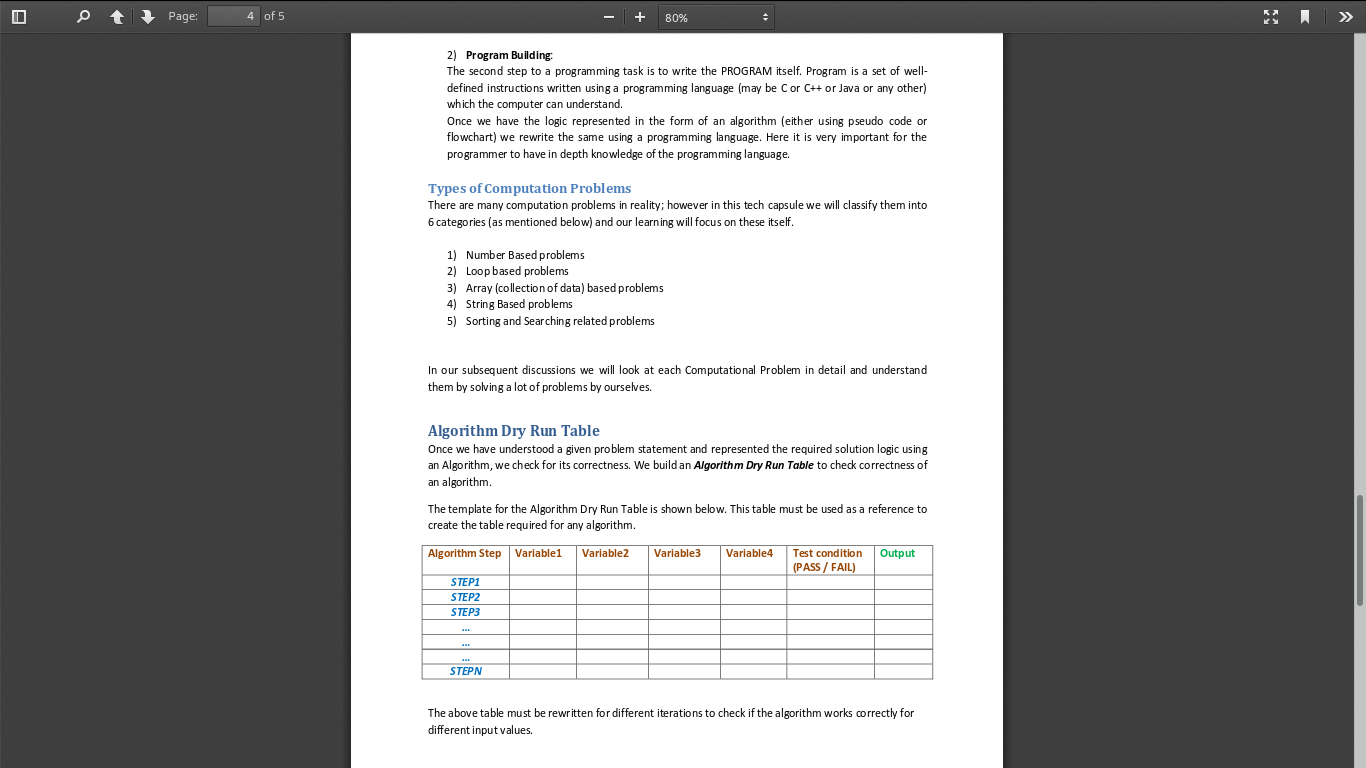 Page: 4 of 5 80%
2) Program Building:
The second step to a programming task is to write the PROGRAM itself. Program is a set of well-
defined instructions written using a programming language (may be C or C++ or Java or any other)
which the computer can understand.
Once we have the logic represented in the form of an algorithm (either using pseudo code or
flowchart) we rewrite the same using a programming language. Here it is very important for the
programmer to have in depth knowledge of the programming language.
Types of Computation Problems
There are many computation problems in reality; however in this tech capsule we will classify them into
6 categories (as mentioned below) and our learning will focus on these itself.
1) Number Based problems
2) Loop based problems
3) Array (collection of data) based problems
4) String Based problems
5) Sorting and Searching related problems
In our subsequent discussions we will look at each Computational Problem in detail and understand
them by solving a lot of problems by ourselves.
Algorithm Dry Run Table
Once we have understood a given problem statement and represented the required solution logic using
an Algorithm, we check for its correctness. We build an Algorithm Dry Run Table to check correctness of
an algorithm.
The template for the Algorithm Dry Run Table is shown below. This table must be used as a reference to
create the table required for any algorithm.
Algorithm Step Variable1 Variable2 Variable3 Variable4 Test condition Output
(PASS / FAIL)
STEP1
STEP2
STEP3
...
...
...
STEPN
The above table must be rewritten for different iterations to check if the algorithm works correctly for
different input values.